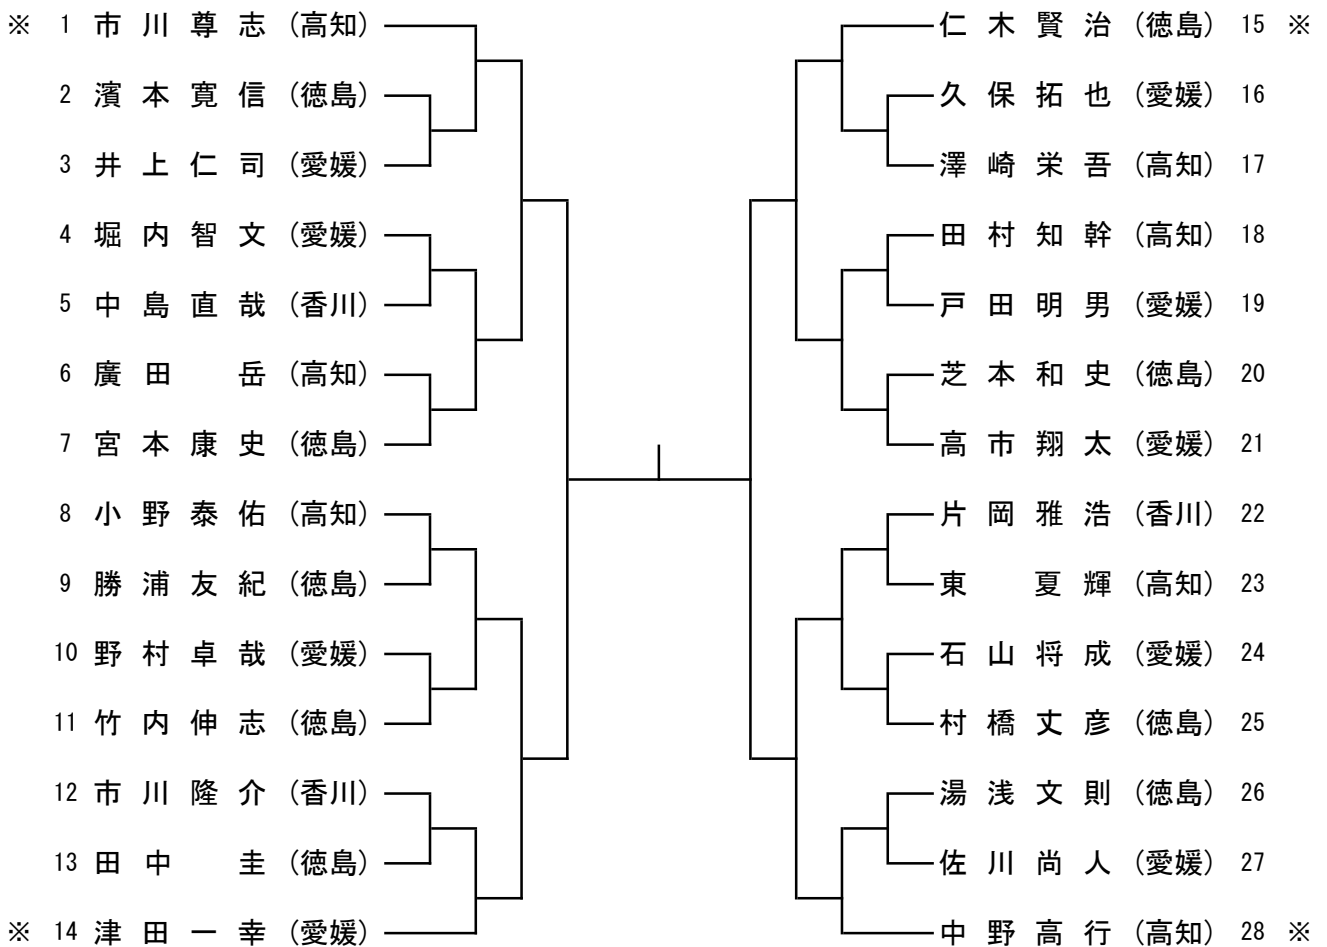 ※ 1 市川尊志（高知）
2 濱本寛信（徳島）
3 井上仁司（愛媛）
4 堀内智文（愛媛）
5 中島直哉（香川）
6 廣田　岳（高知）
7 宮本康史（徳島）
8 小野泰佑（高知）
9 勝浦友紀（徳島）
10 野村卓哉（愛媛）
11 竹内伸志（徳島）
12 市川隆介（香川）
13 田中　圭（徳島）
※ 14 津田一幸（愛媛）
仁木賢治（徳島） 15 ※
久保拓也（愛媛） 16
澤崎栄吾（高知） 17
田村知幹（高知） 18
戸田明男（愛媛） 19
芝本和史（徳島） 20
高市翔太（愛媛） 21
片岡雅浩（香川） 22
東　夏輝（高知） 23
石山将成（愛媛） 24
村橋丈彦（徳島） 25
湯浅文則（徳島） 26
佐川尚人（愛媛） 27
中野高行（高知） 28 ※